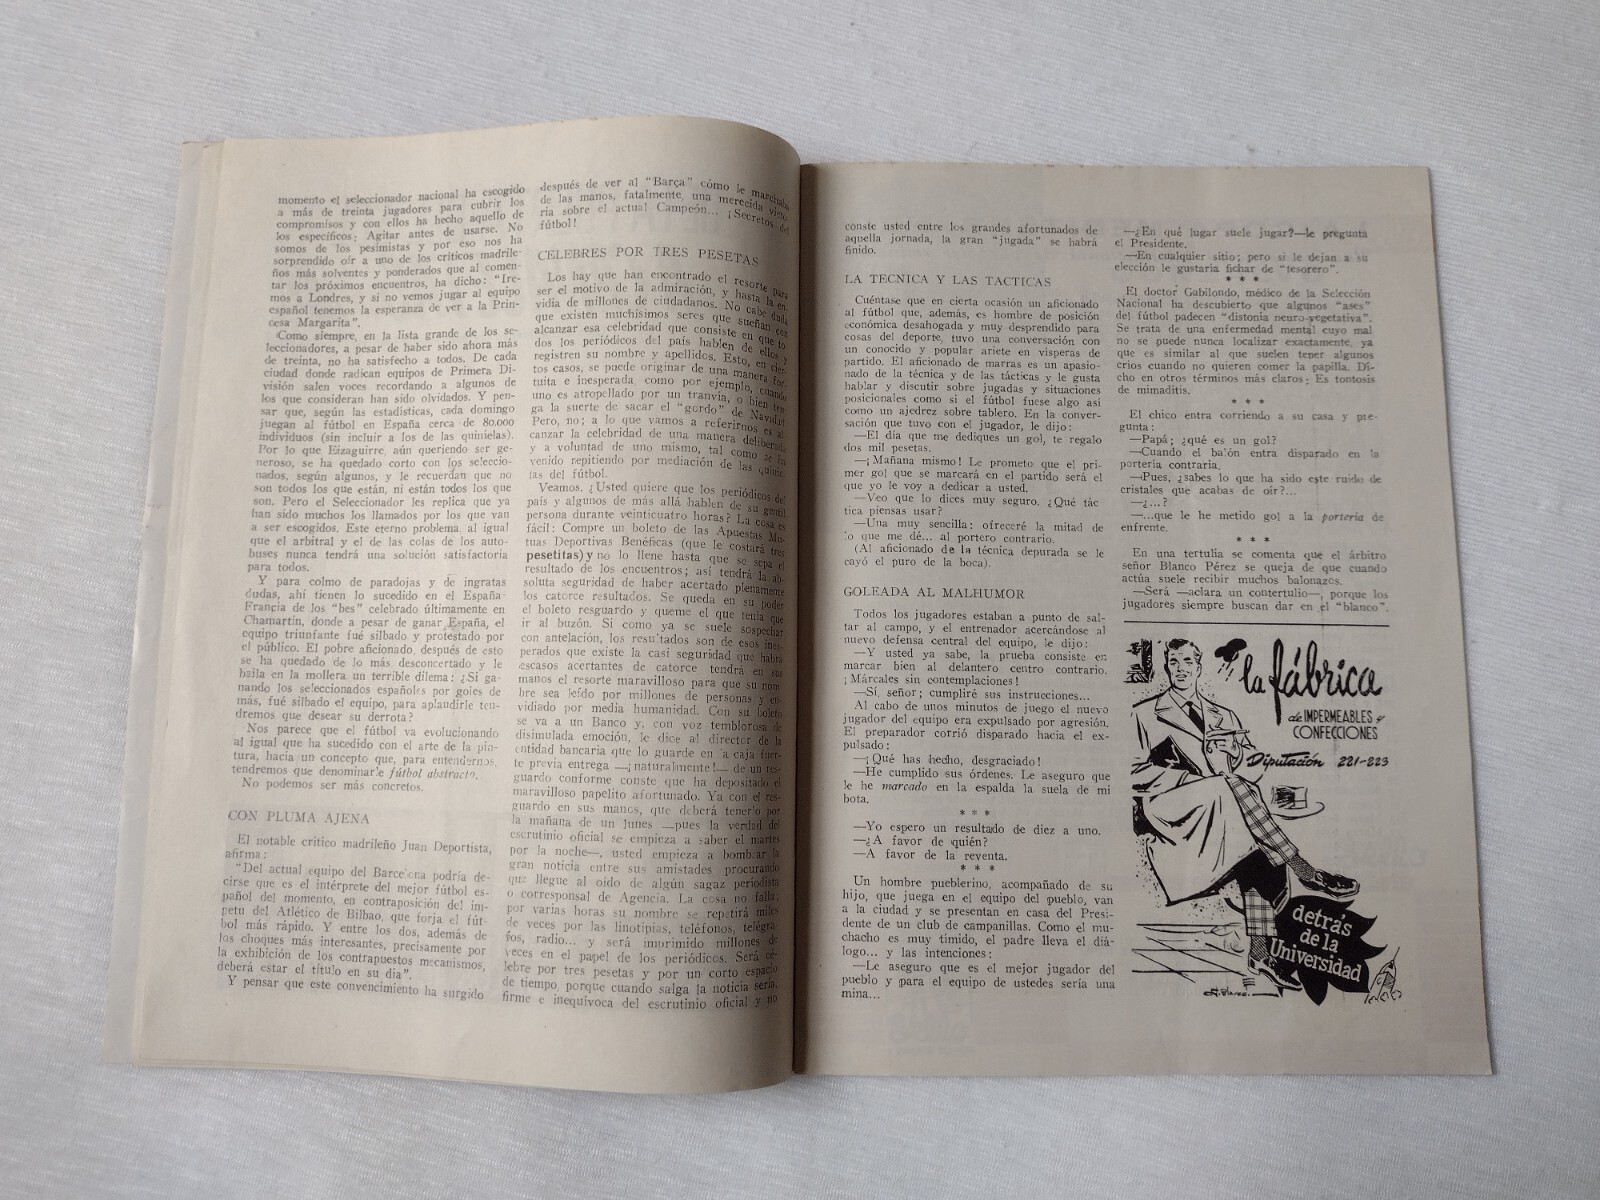 momento el seleccionador nacional ha escogido
a más de treinta jugadores para cubrir los
compromisos y con ellos ha hecho aquello de
los específicos: Agitar antes de usarse. No
somos de los pesimistas y por eso nos ha
sorprendido oír a uno de los críticos madrile-
ños más solventes y ponderados que al comen-
tar los próximos encuentros, ha dicho: "Ire-
mos a Londres, y si no vemos jugar al equipo
español tenemos la esperanza de ver a la Prin-
cesa Margarita".
Como siempre, en la lista grande de los se-
leccionadores, a pesar de haber sido ahora más
de treinta, no ha satisfecho a todos. De cada
ciudad donde radican equipos de Primera Di-
visión salen voces recordando a algunos de
los que consideran han sido olvidados. Y pen-
sar que, según las estadísticas, cada domingo
juegan al fútbol en España cerca de 80.000
individuos (sin incluir a los de las quinielas).
Por lo que Eizaguirre, aún queriendo ser ge-
neroso, se ha quedado corto con los seleccio-
nados, según algunos, y le recuerdan que no
son todos los que están, ni están todos los que
son. Pero el Seleccionador les replica que ya
han sido muchos los llamados por los que van
a ser escogidos. Este eterno problema, al igual
que el arbitral y el de las colas de los auto-
buses nunca tendrá una solución satisfactoria
para todos.
Y para colmo de paradojas y de ingratas
dudas, ahí tienen lo sucedido en el España-
Francia de los "bes" celebrado últimamente en
Chamartín, donde a pesar de ganar España, el
equipo triunfante fué silbado y protestado por
el público. El pobre aficionado, después de esto
se ha quedado de lo más desconcertado y le
baila en la mollera un terrible dilema: ¿Si ga-
nando los seleccionados españoles por goles de
más, fué silbado el equipo, para aplaudirle ten-
dremos que desear su derrota?
Nos parece que el fútbol va evolucionando
al igual que ha sucedido con el arte de la pin-
tura, hacia un concepto que, para entendernos,
tendremos que denominarle fútbol abstracto.
No podemos ser más concretos.
CON PLUMA AJENA
El notable crítico madrileño Juan Deportista,
afirma:
"Del actual equipo del Barcelona podría de-
cirse que es el intérprete del mejor fútbol es-
pañol del momento, en contraposición del ím-
petu del Atlético de Bilbao, que forja el fút-
bol más rápido. Y entre los dos, además de
los choques más interesantes, precisamente por
la exhibición de los contrapuestos mecanismos,
deberá estar el título en su día".
Y pensar que este convencimiento ha surgido
después de ver al "Barça" cómo le
de las manos, fatalmente, una merecida victo-
ria sobre el actual Campeón... ¡Secretos del
fútbol!
CELEBRES POR TRES PESETAS
Los hay que han encontrado el resorte para
ser el motivo de la admiración, y hasta la en-
vidia de millones de ciudadanos. No cabe duda
que existen muchísimos seres que sueñan con
alcanzar esa celebridad que consiste en que to-
dos los periódicos del país hablen de ellos y
registren su nombre y apellidos. Esto, en cier-
tos casos, se puede originar de una manera for-
tuita e inesperada, como por ejemplo, cuando
uno es atropellado por un tranvía, o bien ten-
ga la suerte de sacar el "gordo" de Navidad.
Pero, no; a lo que vamos a referirnos es al-
canzar la celebridad de una manera deliberada
y a voluntad de uno mismo, tal como se ha
venido repitiendo por mediación de las quinie-
las del fútbol.
Veamos. ¿Usted quiere que los periódicos del
país y algunos de más allá hablen de su gentil
persona durante veinticuatro horas? La cosa es
fácil: Compre un boleto de las Apuestas Mu-
tuas Deportivas Benéficas (que le costará tres
pesetitas) y no lo llene hasta que se sepa el
resultado de los encuentros; así tendrá la ab-
soluta seguridad de haber acertado plenamente
los catorce resultados. Se queda en su poder
el boleto resguardo y queme el que tenía que
ir al buzón. Si como ya se suele sospechar
con antelación, los resultados son de esos ines-
perados que existe la casi seguridad que habrá
escasos acertantes de catorce tendrá en sus
manos el resorte maravilloso para que su nom-
bre sea leído por millones de personas y en-
vidiado por media humanidad. Con su boleto
se va a un Banco y, con voz temblorosa de
disimulada emoción, le dice al director de la
entidad bancaria que lo guarde en la caja fuer-
te previa entrega —¡naturalmente!— de un res-
guardo conforme conste que ha depositado el
maravilloso papelito afortunado. Ya con el res-
guardo en sus manos, que deberá tenerlo por
la mañana de un lunes —pues la verdad del
escrutinio oficial se empieza a saber el martes
por la noche—, usted empieza a bombear la
gran noticia entre sus amistades procurando
que llegue al oído de algún sagaz periodista
o corresponsal de Agencia. La cosa no falla,
por varias horas su nombre se repetirá miles
de veces por las linotipias, teléfonos, telégra-
fos, radio... y será imprimido millones de
veces en el papel de los periódicos. Será cé-
lebre por tres pesetas y por un corto espacio
de tiempo, porque cuando salga la noticia seria,
firme e inequívoca del escrutinio oficial y no
conste usted entre los grandes afortunados de
aquella jornada, la gran "jugada" se habrá
finido.
LA TECNICA Y LAS TACTICAS
Cuéntase que en cierta ocasión un aficionado
al fútbol que, además, es hombre de posición
económica desahogada y muy desprendido para
cosas del deporte, tuvo una conversación con
un conocido y popular ariete en vísperas de
partido. El aficionado de marras es un apasio-
nado de la técnica y de las tácticas y le gusta
hablar y discutir sobre jugadas y situaciones
posicionales como si el fútbol fuese algo así
como un ajedrez sobre tablero. En la conver-
sación que tuvo con el jugador, le dijo:
—El día que me dediques un gol, te regalo
dos mil pesetas.
—¡Mañana mismo! Le prometo que el pri-
mer gol que se marcará en el partido será el
que yo le voy a dedicar a usted.
—Veo que lo dices muy seguro. ¿Qué tác
tica piensas usar?
—Una muy sencilla: ofreceré la mitad de
lo que me dé... al portero contrario.
(Al aficionado de la técnica depurada se le
cayó el puro de la boca).
GOLEADA AL MALHUMOR
Todos los jugadores estaban a punto de sal-
tar al campo, y el entrenador acercándose al
nuevo defensa central del equipo, le dijo:
—Y usted ya sabe, la prueba consiste en
marcar bien al delantero centro contrario.
¡Márcales sin contemplaciones!
—Sí, señor; cumpliré sus instrucciones...
Al cabo de unos minutos de juego el nuevo
jugador del equipo era expulsado por agresión.
El preparador corrió disparado hacia el ex-
pulsado:
—¡Qué has hecho, desgraciado!
—He cumplido sus órdenes. Le aseguro que
le he marcado en la espalda la suela de mi
bota.
* * *
—Yo espero un resultado de diez a uno.
—¿A favor de quién?
—A favor de la reventa.
* * *
Un hombre pueblerino, acompañado de su
hijo, que juega en el equipo del pueblo, van
a la ciudad y se presentan en casa del Presi-
dente de un club de campanillas. Como el mu-
chacho es muy tímido, el padre lleva el diá-
logo... y las intenciones:
—Le aseguro que es el mejor jugador del
pueblo y para el equipo de ustedes sería una
mina...
—¿En qué lugar suele jugar?—le pregunta
el Presidente.
—En cualquier sitio; pero si le dejan a su
elección le gustaría fichar de "tesorero".
* * *
El doctor Gabilondo, médico de la Selección
Nacional ha descubierto que algunos "ases"
del fútbol padecen "distonía neuro-vegetativa".
Se trata de una enfermedad mental cuyo mal
no se puede nunca localizar exactamente, ya
que es similar al que suelen tener algunos
críos cuando no quieren comer la papilla. Di-
cho en otros términos más claros: Es tontosis
de mimaditis.
* * *
El chico entra corriendo a su casa y pre-
gunta:
—Papá; ¿qué es un gol?
—Cuando el balón entra disparado en la
portería contraria.
—Pues, ¿sabes lo que ha sido este ruido de
cristales que acabas de oír?...
—¿...?
—...que le he metido gol a la portería de
enfrente.
* * *
En una tertulia se comenta que el árbitro
señor Blanco Pérez se queja de que cuando
actúa suele recibir muchos balonazos.
—Será —aclara un contertulio—, porque los
jugadores siempre buscan dar en el "blanco".
la fábrica
de IMPERMEABLES y
CONFECCIONES
Diputación 221-223
detrás
de la
Universidad